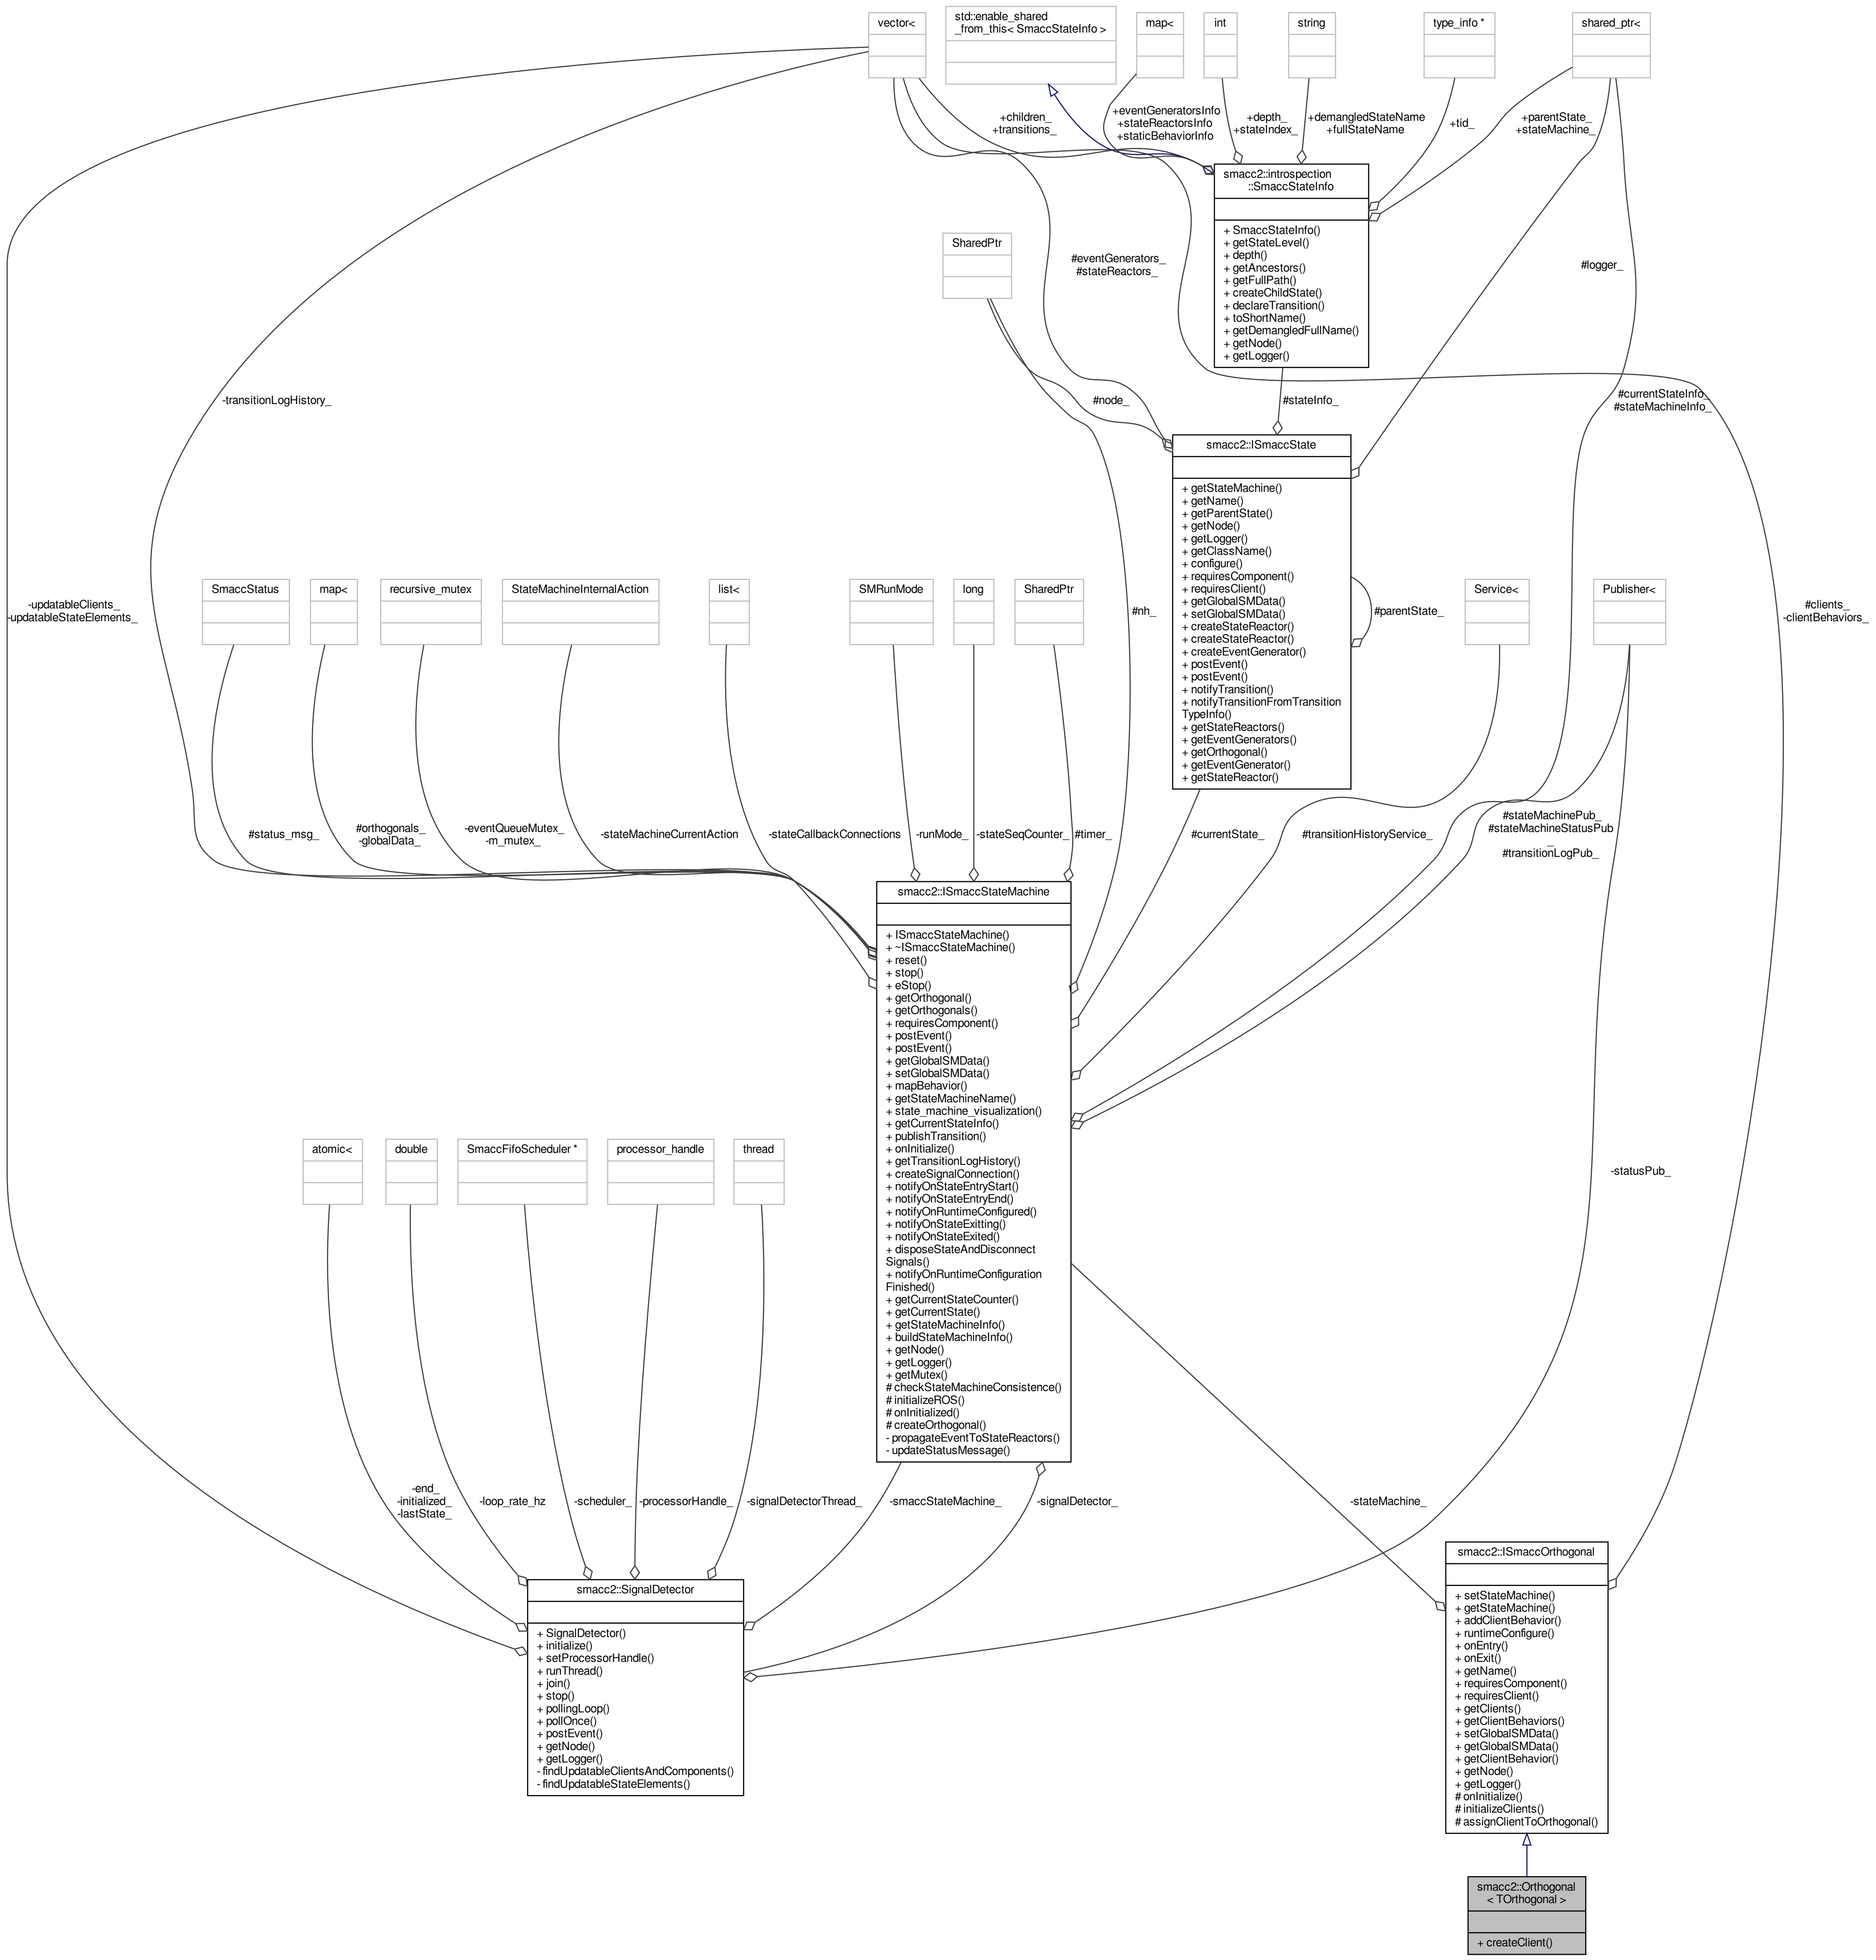 vector<
std::enable_shared
_from_this< SmaccStateInfo >
map<
int
string
type_info *
shared_ptr<
+children_
+transitions_
+eventGeneratorsInfo
+stateReactorsInfo
+staticBehaviorInfo
+depth_
+stateIndex_
+demangledStateName
+fullStateName
+tid_
+parentState_
+stateMachine_
smacc2::introspection
::SmaccStateInfo
+ SmaccStateInfo()
+ getStateLevel()
+ depth()
+ getAncestors()
+ getFullPath()
+ createChildState()
+ declareTransition()
+ toShortName()
+ getDemangledFullName()
+ getNode()
+ getLogger()
SharedPtr
#eventGenerators_
#stateReactors_
#logger_
-transitionLogHistory_
#node_
#stateInfo_
#currentStateInfo_
#stateMachineInfo_
smacc2::ISmaccState
+ getStateMachine()
+ getName()
+ getParentState()
+ getNode()
+ getLogger()
+ getClassName()
+ configure()
+ requiresComponent()
+ requiresClient()
+ getGlobalSMData()
+ setGlobalSMData()
+ createStateReactor()
+ createStateReactor()
+ createEventGenerator()
+ postEvent()
+ postEvent()
+ notifyTransition()
+ notifyTransitionFromTransition
TypeInfo()
+ getStateReactors()
+ getEventGenerators()
+ getOrthogonal()
+ getEventGenerator()
+ getStateReactor()
-updatableClients_
-updatableStateElements_
SmaccStatus
map<
recursive_mutex
StateMachineInternalAction
list<
SMRunMode
long
SharedPtr
#nh_
#parentState_
Service<
Publisher<
#clients_
-clientBehaviors_
#status_msg_
#orthogonals_
-globalData_
-eventQueueMutex_
-m_mutex_
-stateMachineCurrentAction
-stateCallbackConnections
-runMode_
-stateSeqCounter_
#timer_
#currentState_
#transitionHistoryService_
#stateMachinePub_
#stateMachineStatusPub
_
#transitionLogPub_
smacc2::ISmaccStateMachine
+ ISmaccStateMachine()
+ ~ISmaccStateMachine()
+ reset()
+ stop()
+ eStop()
+ getOrthogonal()
+ getOrthogonals()
+ requiresComponent()
+ postEvent()
+ postEvent()
+ getGlobalSMData()
+ setGlobalSMData()
+ mapBehavior()
+ getStateMachineName()
+ state_machine_visualization()
+ getCurrentStateInfo()
+ publishTransition()
+ onInitialize()
+ getTransitionLogHistory()
+ createSignalConnection()
+ notifyOnStateEntryStart()
+ notifyOnStateEntryEnd()
+ notifyOnRuntimeConfigured()
+ notifyOnStateExitting()
+ notifyOnStateExited()
+ disposeStateAndDisconnect
Signals()
+ notifyOnRuntimeConfiguration
Finished()
+ getCurrentStateCounter()
+ getCurrentState()
+ getStateMachineInfo()
+ buildStateMachineInfo()
+ getNode()
+ getLogger()
+ getMutex()
# checkStateMachineConsistence()
# initializeROS()
# onInitialized()
# createOrthogonal()
- propagateEventToStateReactors()
- updateStatusMessage()
atomic<
double
SmaccFifoScheduler *
processor_handle
thread
-statusPub_
-end_
-initialized_
-lastState_
-loop_rate_hz
-scheduler_
-processorHandle_
-signalDetectorThread_
-smaccStateMachine_
-signalDetector_
-stateMachine_
smacc2::SignalDetector
+ SignalDetector()
+ initialize()
+ setProcessorHandle()
+ runThread()
+ join()
+ stop()
+ pollingLoop()
+ pollOnce()
+ postEvent()
+ getNode()
+ getLogger()
- findUpdatableClientsAndComponents()
- findUpdatableStateElements()
smacc2::ISmaccOrthogonal
+ setStateMachine()
+ getStateMachine()
+ addClientBehavior()
+ runtimeConfigure()
+ onEntry()
+ onExit()
+ getName()
+ requiresComponent()
+ requiresClient()
+ getClients()
+ getClientBehaviors()
+ setGlobalSMData()
+ getGlobalSMData()
+ getClientBehavior()
+ getNode()
+ getLogger()
# onInitialize()
# initializeClients()
# assignClientToOrthogonal()
smacc2::Orthogonal
< TOrthogonal >
+ createClient()